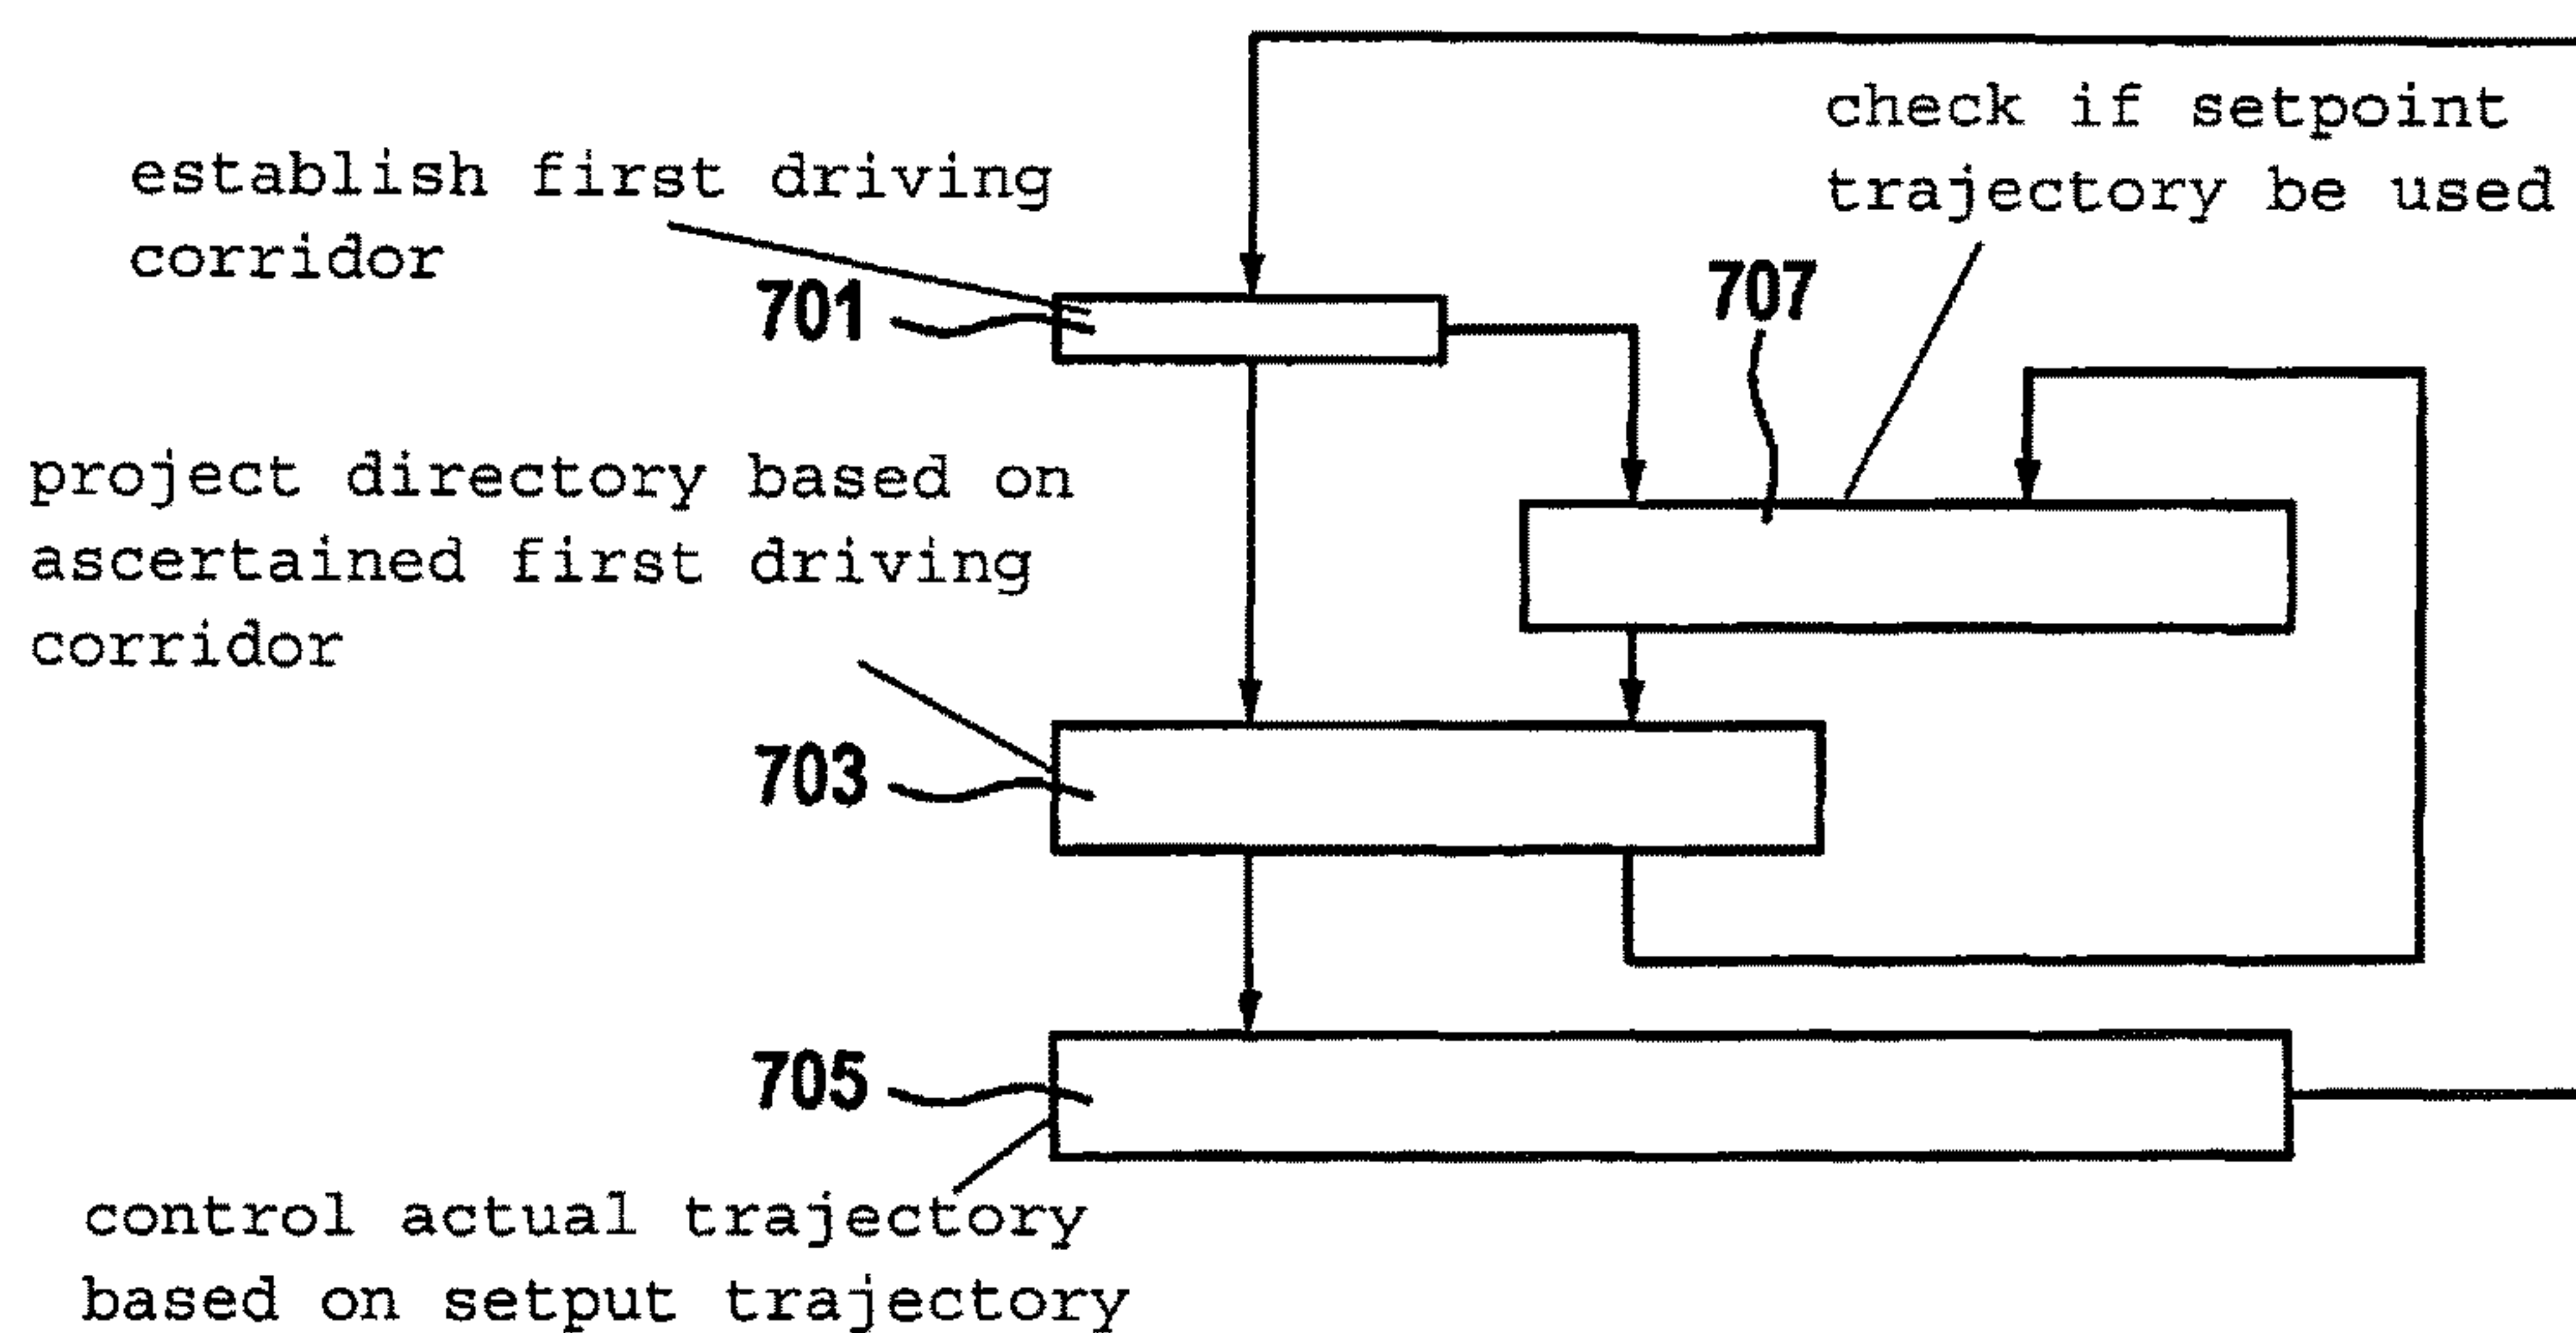 check if setpoint
trajectory be used
establish first driving
corridor
701
707
project directory based on
ascertained first driving
corridor
703
705
control actual trajectory
based on setput trajectory